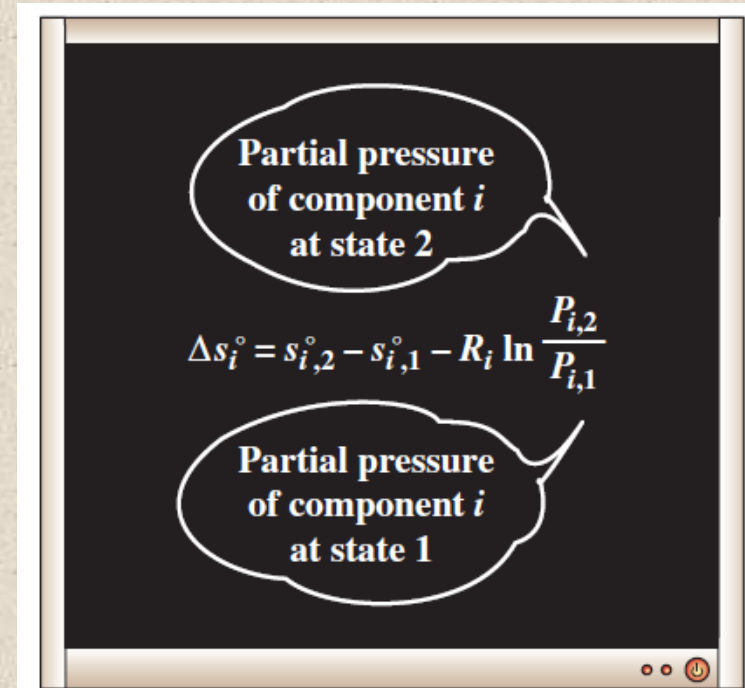 Partial pressure
of component i
at state 2
Δs°i = s°i,2 – s°i,1 – Ri ln Pi,2/Pi,1
Partial pressure
of component i
at state 1